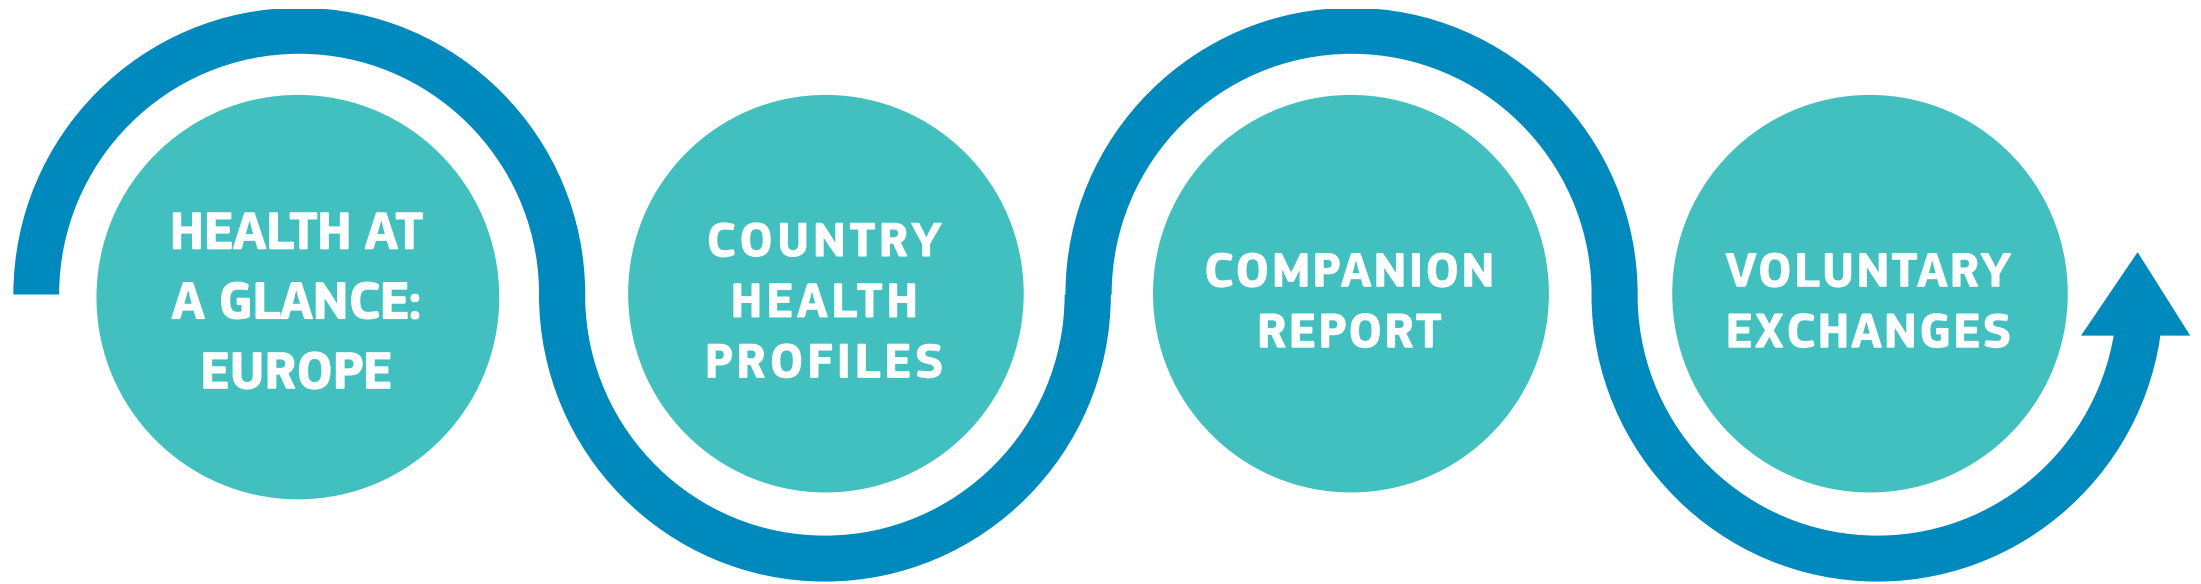 HEALTH AT
A GLANCE:
EUROPE
COUNTRY
HEALTH
PROFILES
COMPANION
REPORT
VOLUNTARY
EXCHANGES